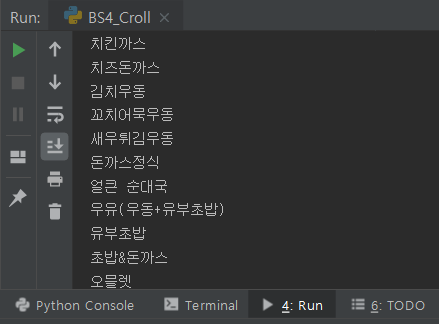 Run: BS4_Croll
치킨까스
치즈돈까스
김치우동
꼬치어묵우동
새우튀김우동
돈까스정식
얼큰 순대국
우유(우동+유부초밥)
유부초밥
초밥&돈까스
오믈렛
Python Console Terminal 4: Run 6: TODO